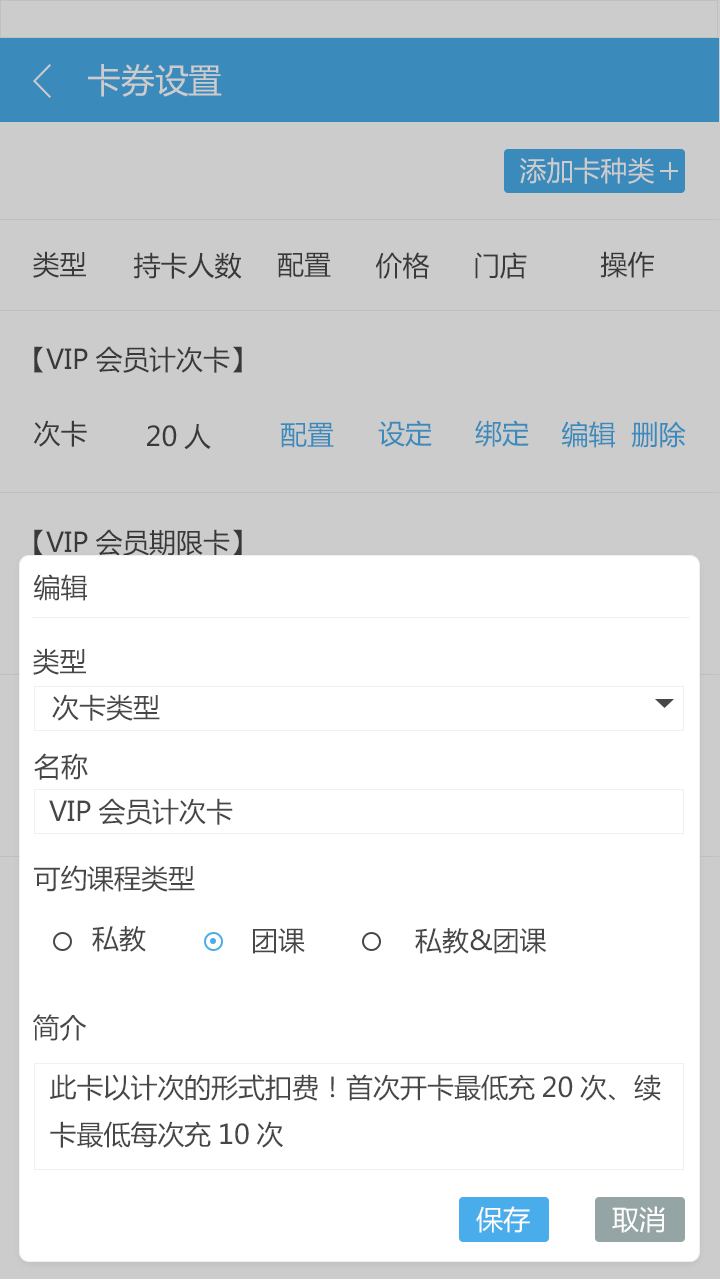 卡券设置
添加卡种类+
类型 持卡人数 配置 价格 门店 操作
【VIP 会员计次卡】
次卡 20 人 配置 设定 绑定 编辑 删除
【VIP 会员期限卡】
编辑
类型
次卡类型
名称
VIP 会员计次卡
可约课程类型
私教 团课 私教&团课
简介
此卡以计次的形式扣费！首次开卡最低充 20 次、续
卡最低每次充 10 次
保存 取消